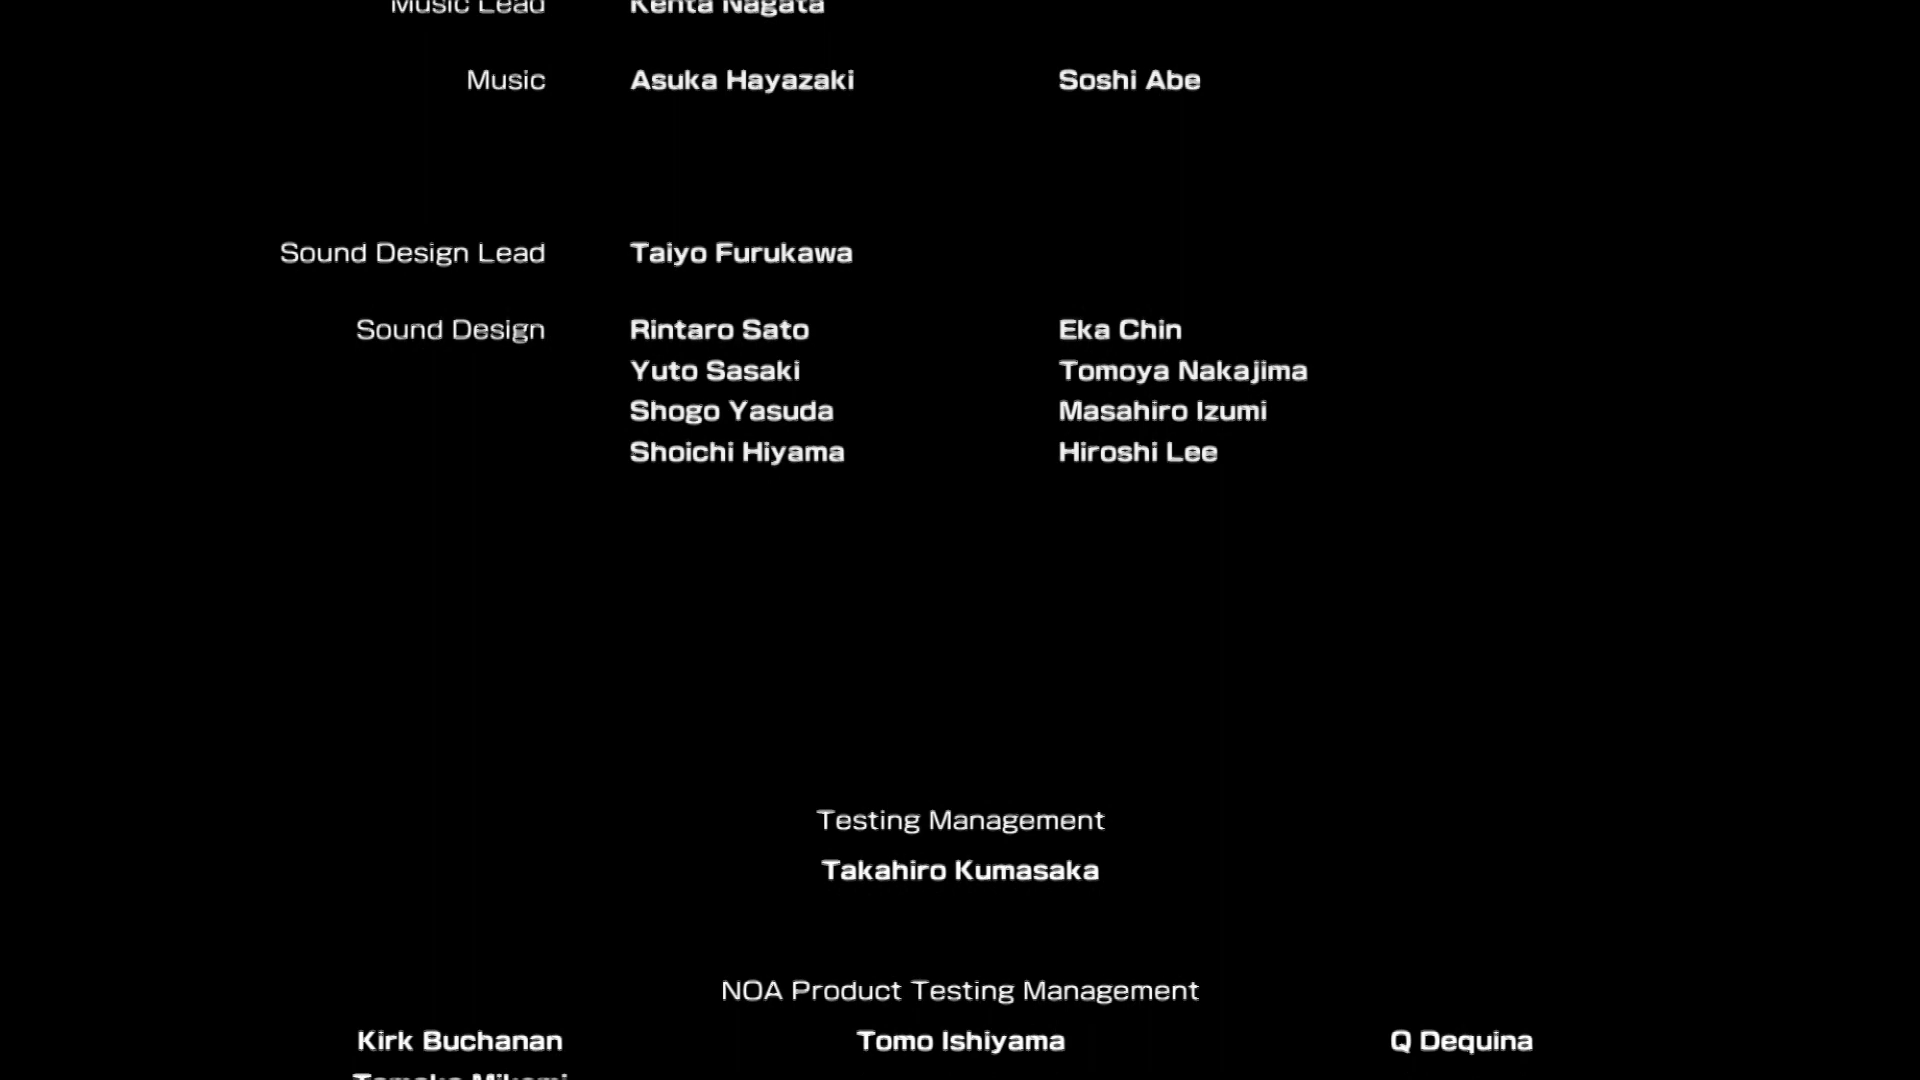 Music Lead Kenta Nagata
Music Asuka Hayazaki Soshi Abe
Sound Design Lead Taiyo Furukawa
Sound Design Rintaro Sato Eka Chin
Yuto Sasaki Tomoya Nakajima
Shogo Yasuda Masahiro Izumi
Shoichi Hiyama Hiroshi Lee
Testing Management
Takahiro Kumasaka
NOA Product Testing Management
Kirk Buchanan Tomo Ishiyama Q Dequina
Tomoko Mikami